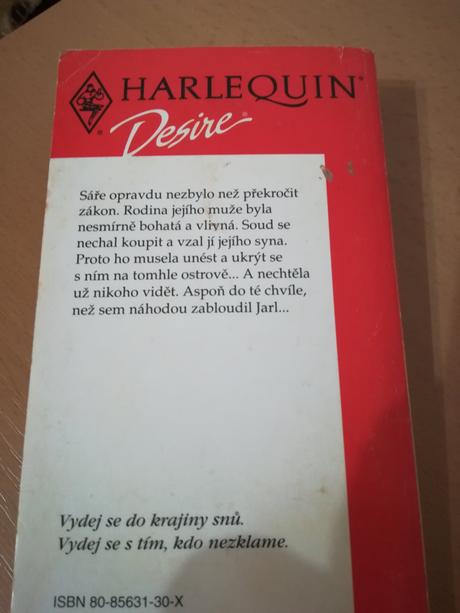 HARLEQUIN®
Desire®
Sáře opravdu nezbylo než překročit
zákon. Rodina jejího muže byla
nesmírně bohatá a vlivná. Soud se
nechal koupit a vzal jí jejího syna.
Proto ho musela unést a ukrýt se
s ním na tomhle ostrově... A nechtěla
už nikoho vidět. Aspoň do té chvíle,
než sem náhodou zabloudil Jarl...
Vydej se do krajiny snů.
Vydej se s tím, kdo nezklame.
ISBN 80-85631-30-X